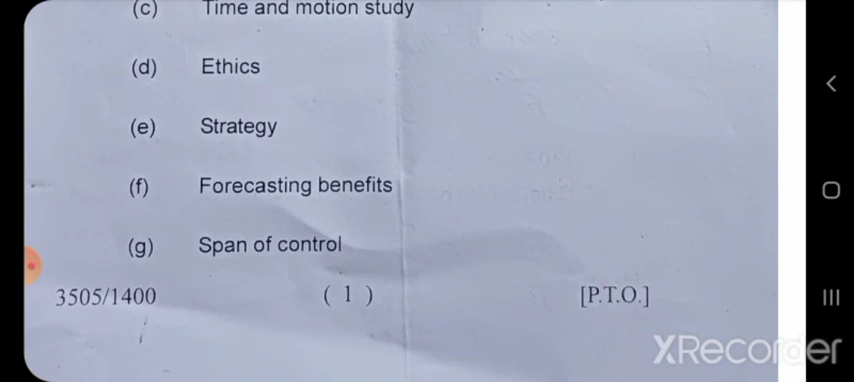 (c) Time and motion study
(d) Ethics
(e) Strategy
(f) Forecasting benefits
(g) Span of control
3505/1400 ( 1 ) [P.T.O.]
XRecorder